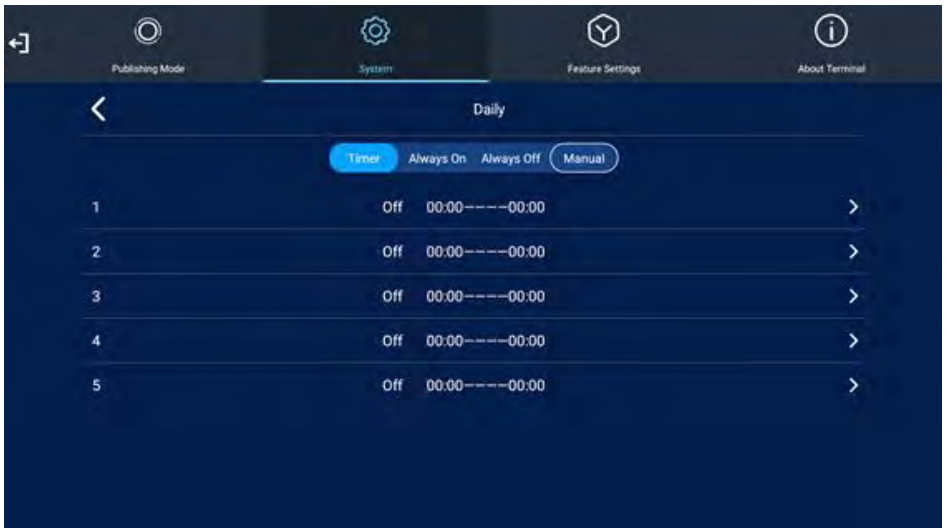 Publishing Mode System Feature Settings About Terminal
Daily
Timer Always On Always Off Manual
1 Off 00:00----00:00
2 Off 00:00----00:00
3 Off 00:00----00:00
4 Off 00:00----00:00
5 Off 00:00----00:00